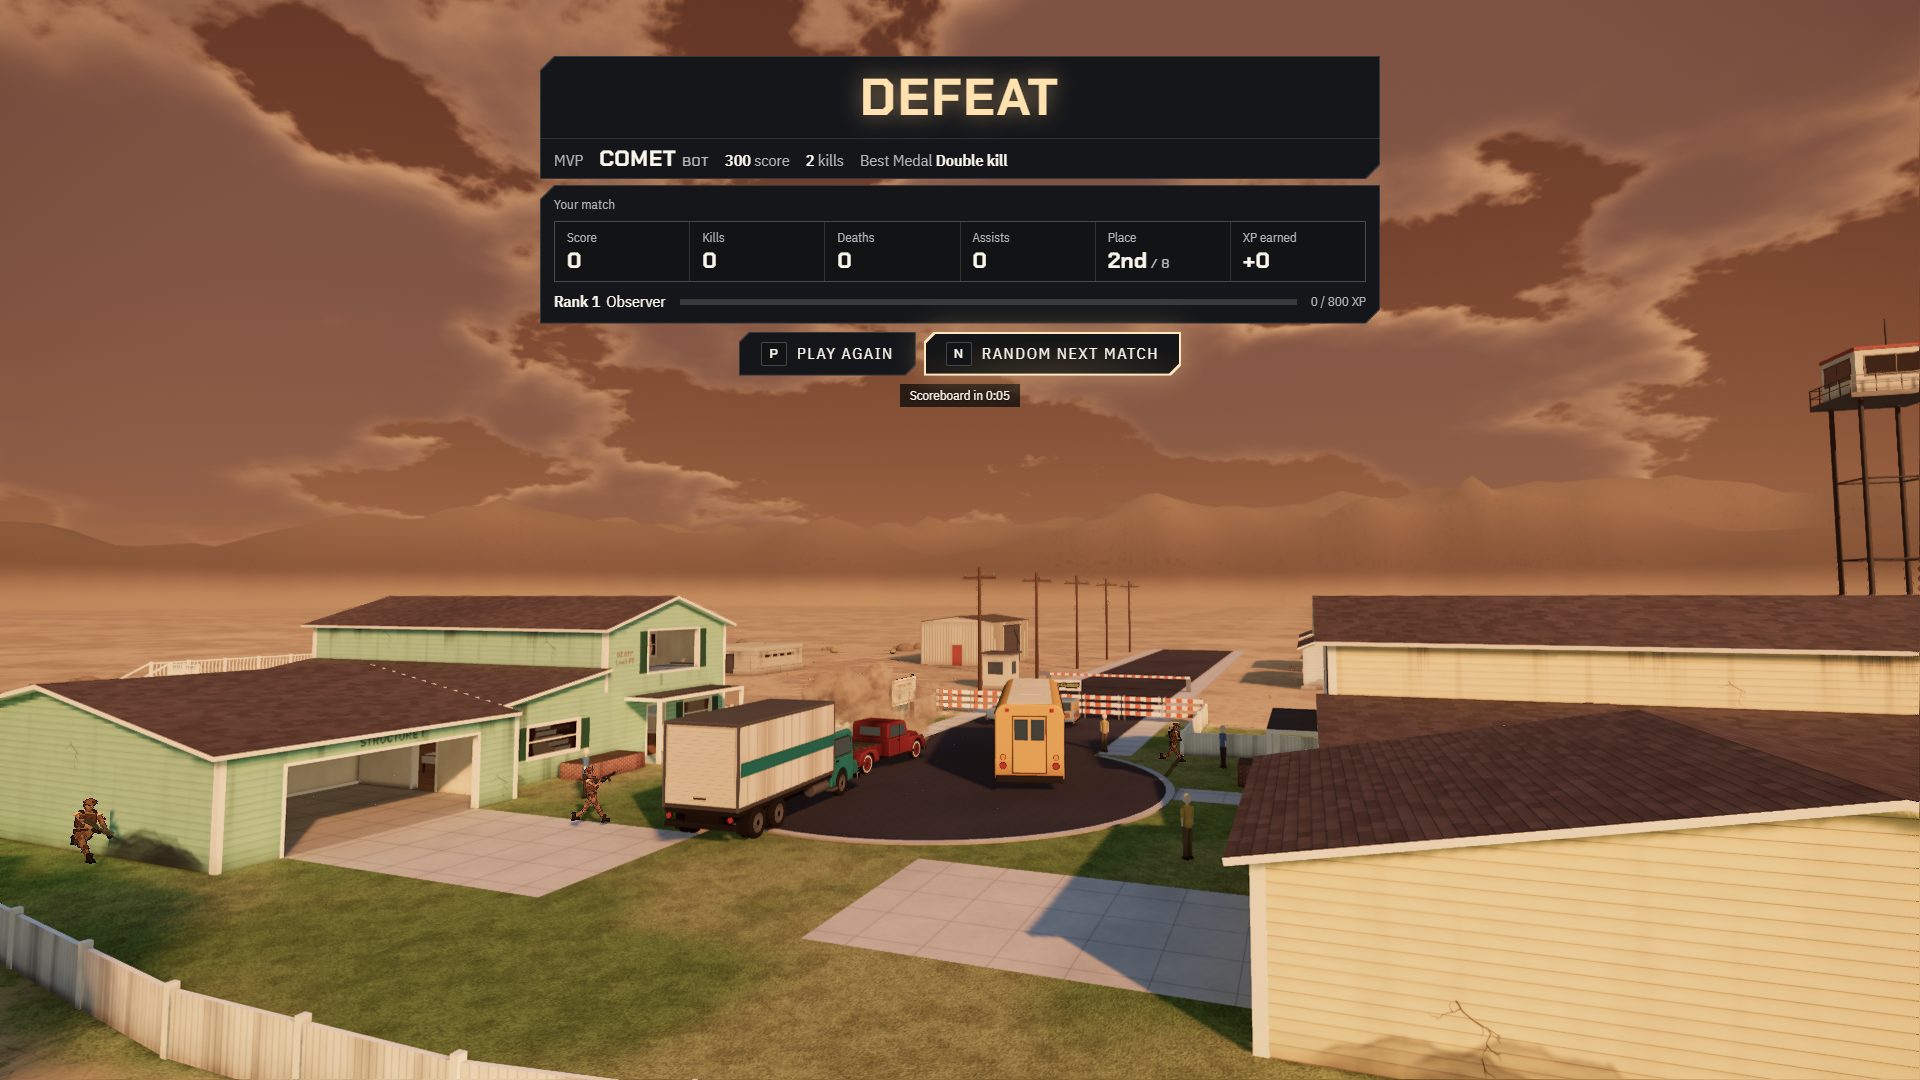 DEFEAT
MVP COMET BOT 300 score 2 kills Best Medal Double kill
Your match
Score Kills Deaths Assists Place XP earned
0 0 0 0 2nd / 8 +0
Rank 1 Observer 0 / 800 XP
P PLAY AGAIN N RANDOM NEXT MATCH
Scoreboard in 0:05
STRUCTURE 1